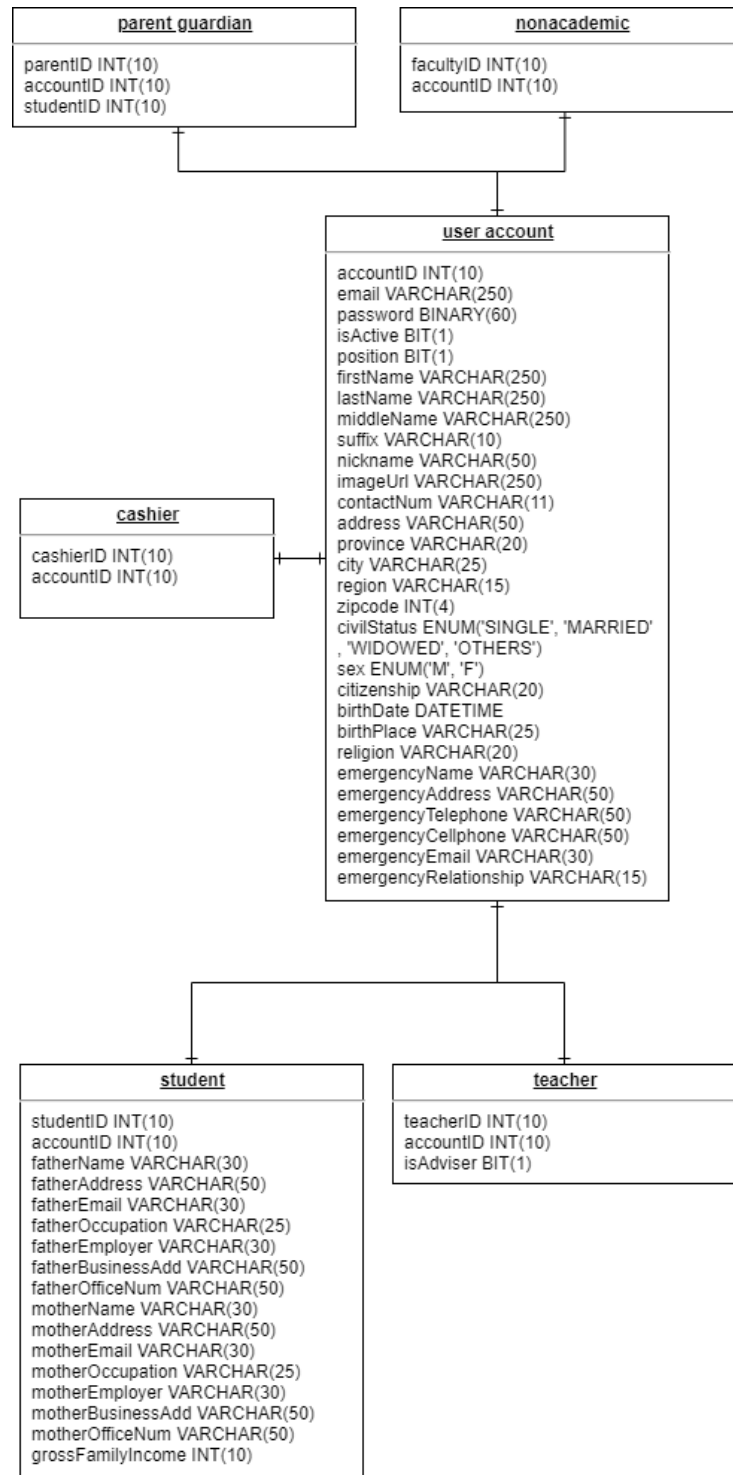 parent guardian
parentID INT(10)
accountID INT(10)
studentID INT(10)
nonacademic
facultyID INT(10)
accountID INT(10)
user account
accountID INT(10)
email VARCHAR(250)
password BINARY(60)
isActive BIT(1)
position BIT(1)
firstName VARCHAR(250)
lastName VARCHAR(250)
middleName VARCHAR(250)
suffix VARCHAR(10)
nickname VARCHAR(50)
imageUrl VARCHAR(250)
contactNum VARCHAR(11)
address VARCHAR(50)
province VARCHAR(20)
city VARCHAR(25)
region VARCHAR(15)
zipcode INT(4)
civilStatus ENUM('SINGLE', 'MARRIED'
, 'WIDOWED', 'OTHERS')
sex ENUM('M', 'F')
citizenship VARCHAR(20)
birthDate DATETIME
birthPlace VARCHAR(25)
religion VARCHAR(20)
emergencyName VARCHAR(30)
emergencyAddress VARCHAR(50)
emergencyTelephone VARCHAR(50)
emergencyCellphone VARCHAR(50)
emergencyEmail VARCHAR(30)
emergencyRelationship VARCHAR(15)
cashier
cashierID INT(10)
accountID INT(10)
student
studentID INT(10)
accountID INT(10)
fatherName VARCHAR(30)
fatherAddress VARCHAR(50)
fatherEmail VARCHAR(30)
fatherOccupation VARCHAR(25)
fatherEmployer VARCHAR(30)
fatherBusinessAdd VARCHAR(50)
fatherOfficeNum VARCHAR(50)
motherName VARCHAR(30)
motherAddress VARCHAR(50)
motherEmail VARCHAR(30)
motherOccupation VARCHAR(25)
motherEmployer VARCHAR(30)
motherBusinessAdd VARCHAR(50)
motherOfficeNum VARCHAR(50)
grossFamilyIncome INT(10)
teacher
teacherID INT(10)
accountID INT(10)
isAdviser BIT(1)